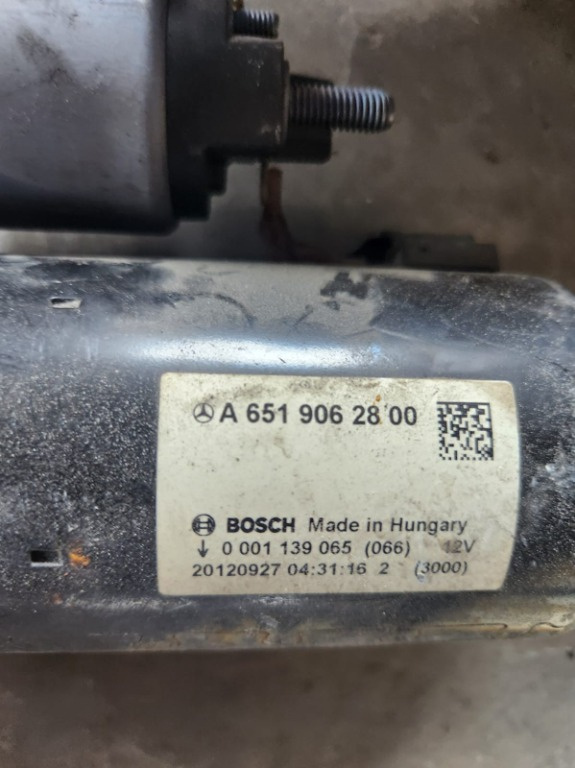 A 651 906 28 00
BOSCH Made in Hungary
0 001 139 065 (066) 12V
20120927 04:31:16 2 (3000)